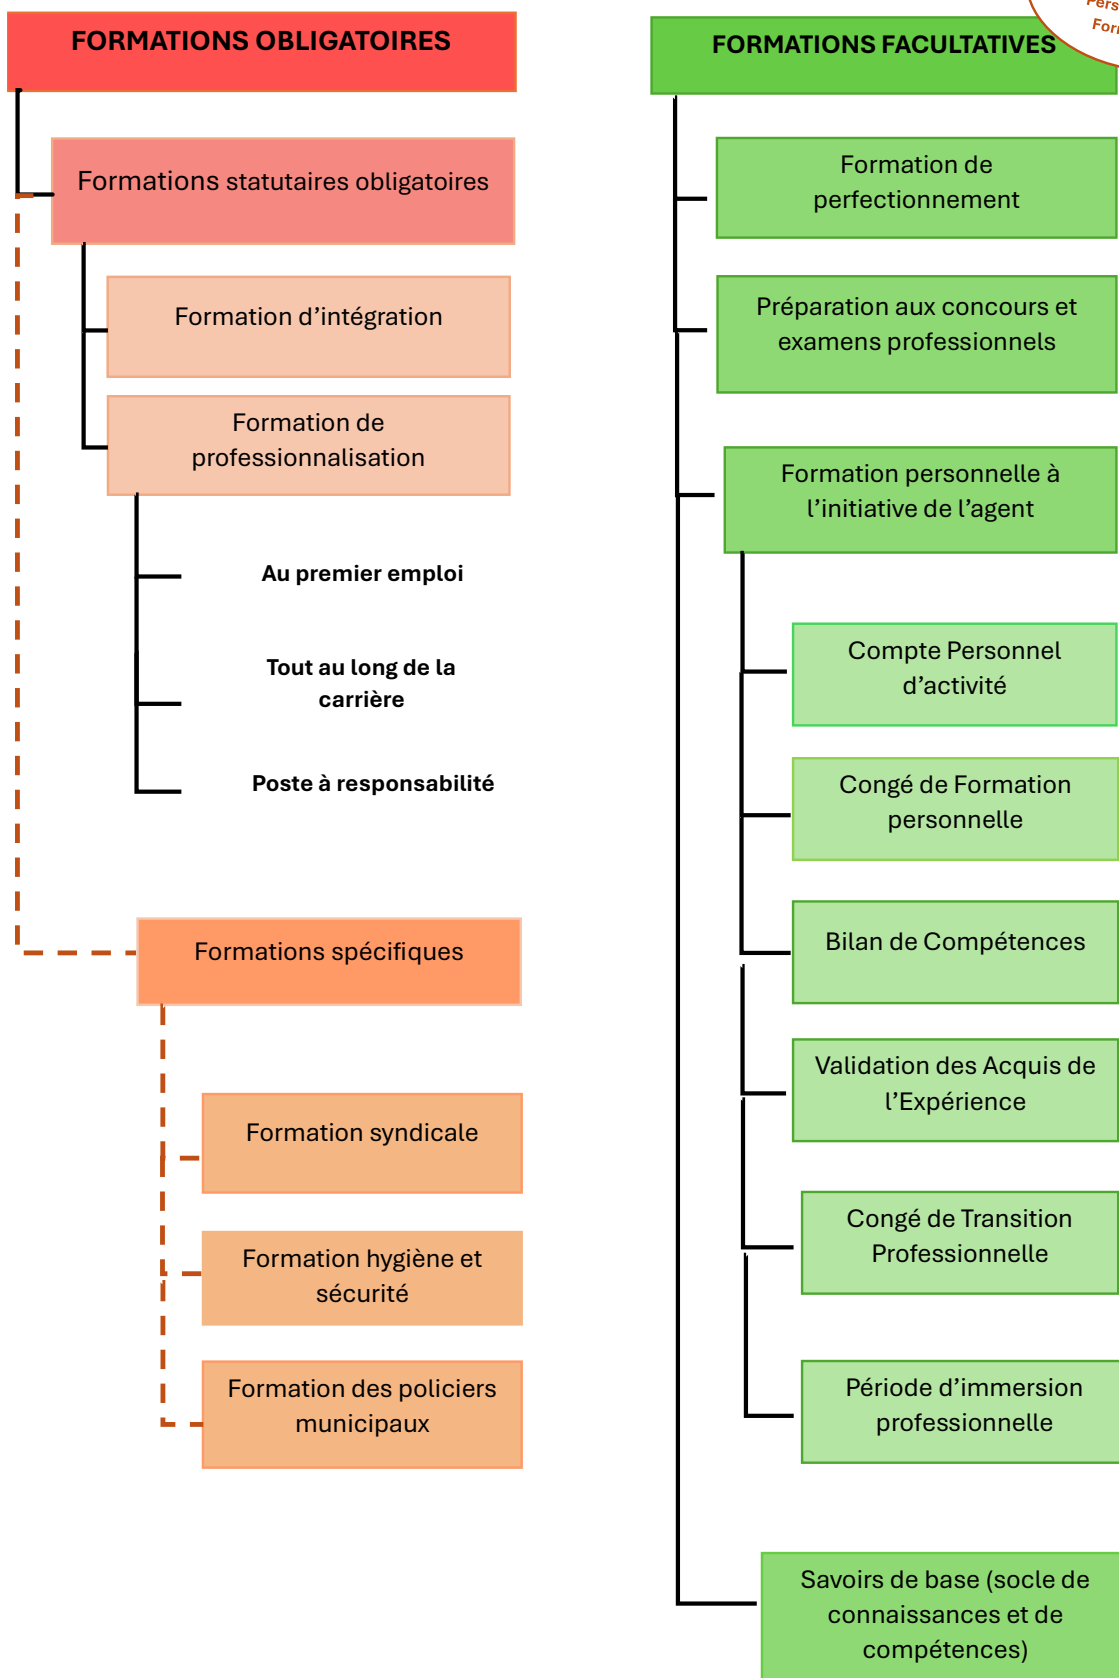 FORMATIONS OBLIGATOIRES
Formations statutaires obligatoires
Formation d’intégration
Formation de
professionnalisation
Au premier emploi
Tout au long de la
carrière
Poste à responsabilité
Formations spécifiques
Formation syndicale
Formation hygiène et
sécurité
Formation des policiers
municipaux
FORMATIONS FACULTATIVES
Formation de
perfectionnement
Préparation aux concours et
examens professionnels
Formation personnelle à
l’initiative de l’agent
Compte Personnel
d’activité
Congé de Formation
personnelle
Bilan de Compétences
Validation des Acquis de
l’Expérience
Congé de Transition
Professionnelle
Période d’immersion
professionnelle
Savoirs de base (socle de
connaissances et de
compétences)